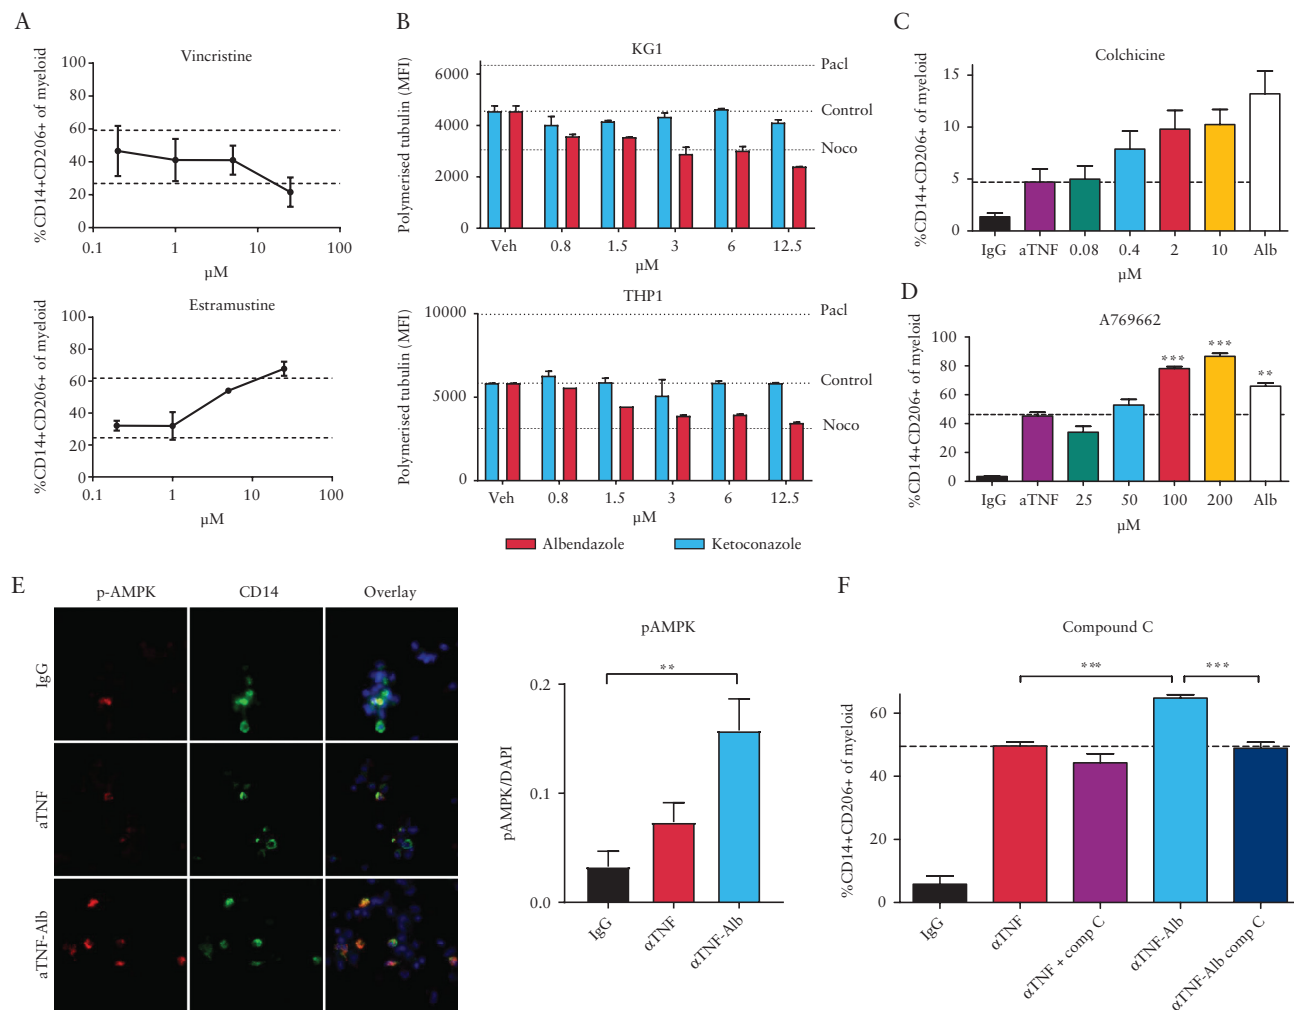 A
Vincristine
%CD14+CD206+ of myeloid
100
80
60
40
20
0
0.1
1
10
100
µM
Estramustine
%CD14+CD206+ of myeloid
100
80
60
40
20
0
0.1
1
10
100
µM
B
KG1
Polymerised tubulin (MFI)
6000
4000
2000
0
Pacl
Control
Noco
Veh
0.8
1.5
3
6
12.5
µM
THP1
Polymerised tubulin (MFI)
10000
5000
0
Pacl
Control
Noco
Veh
0.8
1.5
3
6
12.5
µM
Albendazole
Ketoconazole
C
Colchicine
%CD14+CD206+ of myeloid
15
10
5
0
IgG
aTNF
0.08
0.4
2
10
Alb
µM
D
A769662
%CD14+CD206+ of myeloid
100
80
60
40
20
0
***
***
**
IgG
aTNF
25
50
100
200
Alb
µM
E
p-AMPK
CD14
Overlay
IgG
aTNF
aTNF-Alb
pAMPK
pAMPK/DAPI
0.2
0.1
0.0
**
IgG
αTNF
αTNF-Alb
F
Compound C
%CD14+CD206+ of myeloid
60
40
20
0
***
***
IgG
αTNF
αTNF + comp C
αTNF-Alb
αTNF-Alb comp C